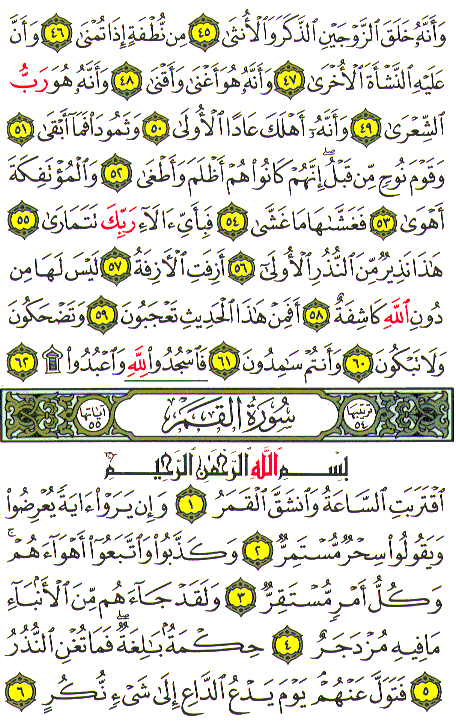 وَأَنَّهُۥ خَلَقَ ٱلزَّوْجَيْنِ ٱلذَّكَرَ وَٱلْأُنثَىٰ ٤٥ مِن نُّطْفَةٍ إِذَا تُمْنَىٰ ٤٦ وَأَنَّ
عَلَيْهِ ٱلنَّشْأَةَ ٱلْأُخْرَىٰ ٤٧ وَأَنَّهُۥ هُوَ أَغْنَىٰ وَأَقْنَىٰ ٤٨ وَأَنَّهُۥ هُوَ رَبُّ
ٱلشِّعْرَىٰ ٤٩ وَأَنَّهُۥٓ أَهْلَكَ عَادًا ٱلْأُولَىٰ ٥٠ وَثَمُودَا۟ فَمَآ أَبْقَىٰ ٥١
وَقَوْمَ نُوحٍ مِّن قَبْلُ ۖ إِنَّهُمْ كَانُوا۟ هُمْ أَظْلَمَ وَأَطْغَىٰ ٥٢ وَٱلْمُؤْتَفِكَةَ
أَهْوَىٰ ٥٣ فَغَشَّىٰهَا مَا غَشَّىٰ ٥٤ فَبِأَىِّ ءَالَآءِ رَبِّكَ تَتَمَارَىٰ ٥٥
هَٰذَا نَذِيرٌ مِّنَ ٱلنُّذُرِ ٱلْأُولَىٰٓ ٥٦ أَزِفَتِ ٱلْءَازِفَةُ ٥٧ لَيْسَ لَهَا مِن
دُونِ ٱللَّهِ كَاشِفَةٌ ٥٨ أَفَمِنْ هَٰذَا ٱلْحَدِيثِ تَعْجَبُونَ ٥٩ وَتَضْحَكُونَ
وَلَا تَبْكُونَ ٦٠ وَأَنتُمْ سَٰمِدُونَ ٦١ فَٱسْجُدُوا۟ لِلَّهِ وَٱعْبُدُوا۟ ۩ ٦٢
ترتيبها ٥٤ سُورَةُ القَمَر آياتها ٥٥
بِسْمِ ٱللَّهِ ٱلرَّحْمَٰنِ ٱلرَّحِيمِ
ٱقْتَرَبَتِ ٱلسَّاعَةُ وَٱنشَقَّ ٱلْقَمَرُ ١ وَإِن يَرَوْا۟ ءَايَةً يُعْرِضُوا۟
وَيَقُولُوا۟ سِحْرٌ مُّسْتَمِرٌّ ٢ وَكَذَّبُوا۟ وَٱتَّبَعُوٓا۟ أَهْوَآءَهُمْ ۚ
وَكُلُّ أَمْرٍ مُّسْتَقِرٌّ ٣ وَلَقَدْ جَآءَهُم مِّنَ ٱلْأَنۢبَآءِ
مَا فِيهِ مُزْدَجَرٌ ٤ حِكْمَةٌۢ بَٰلِغَةٌ ۖ فَمَا تُغْنِ ٱلنُّذُرُ
٥ فَتَوَلَّ عَنْهُمْ ۘ يَوْمَ يَدْعُ ٱلدَّاعِ إِلَىٰ شَىْءٍ نُّكُرٍ ٦